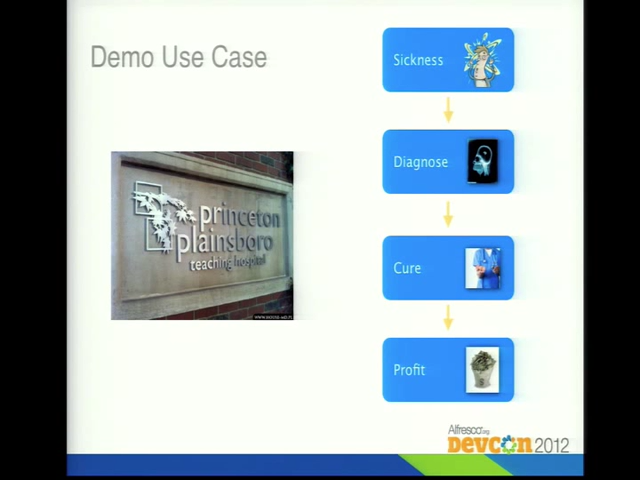 Demo Use Case
Sickness
Diagnose
princeton
plainsboro
teaching hospital
Cure
Profit
Alfresco.org
DEVCON 2012